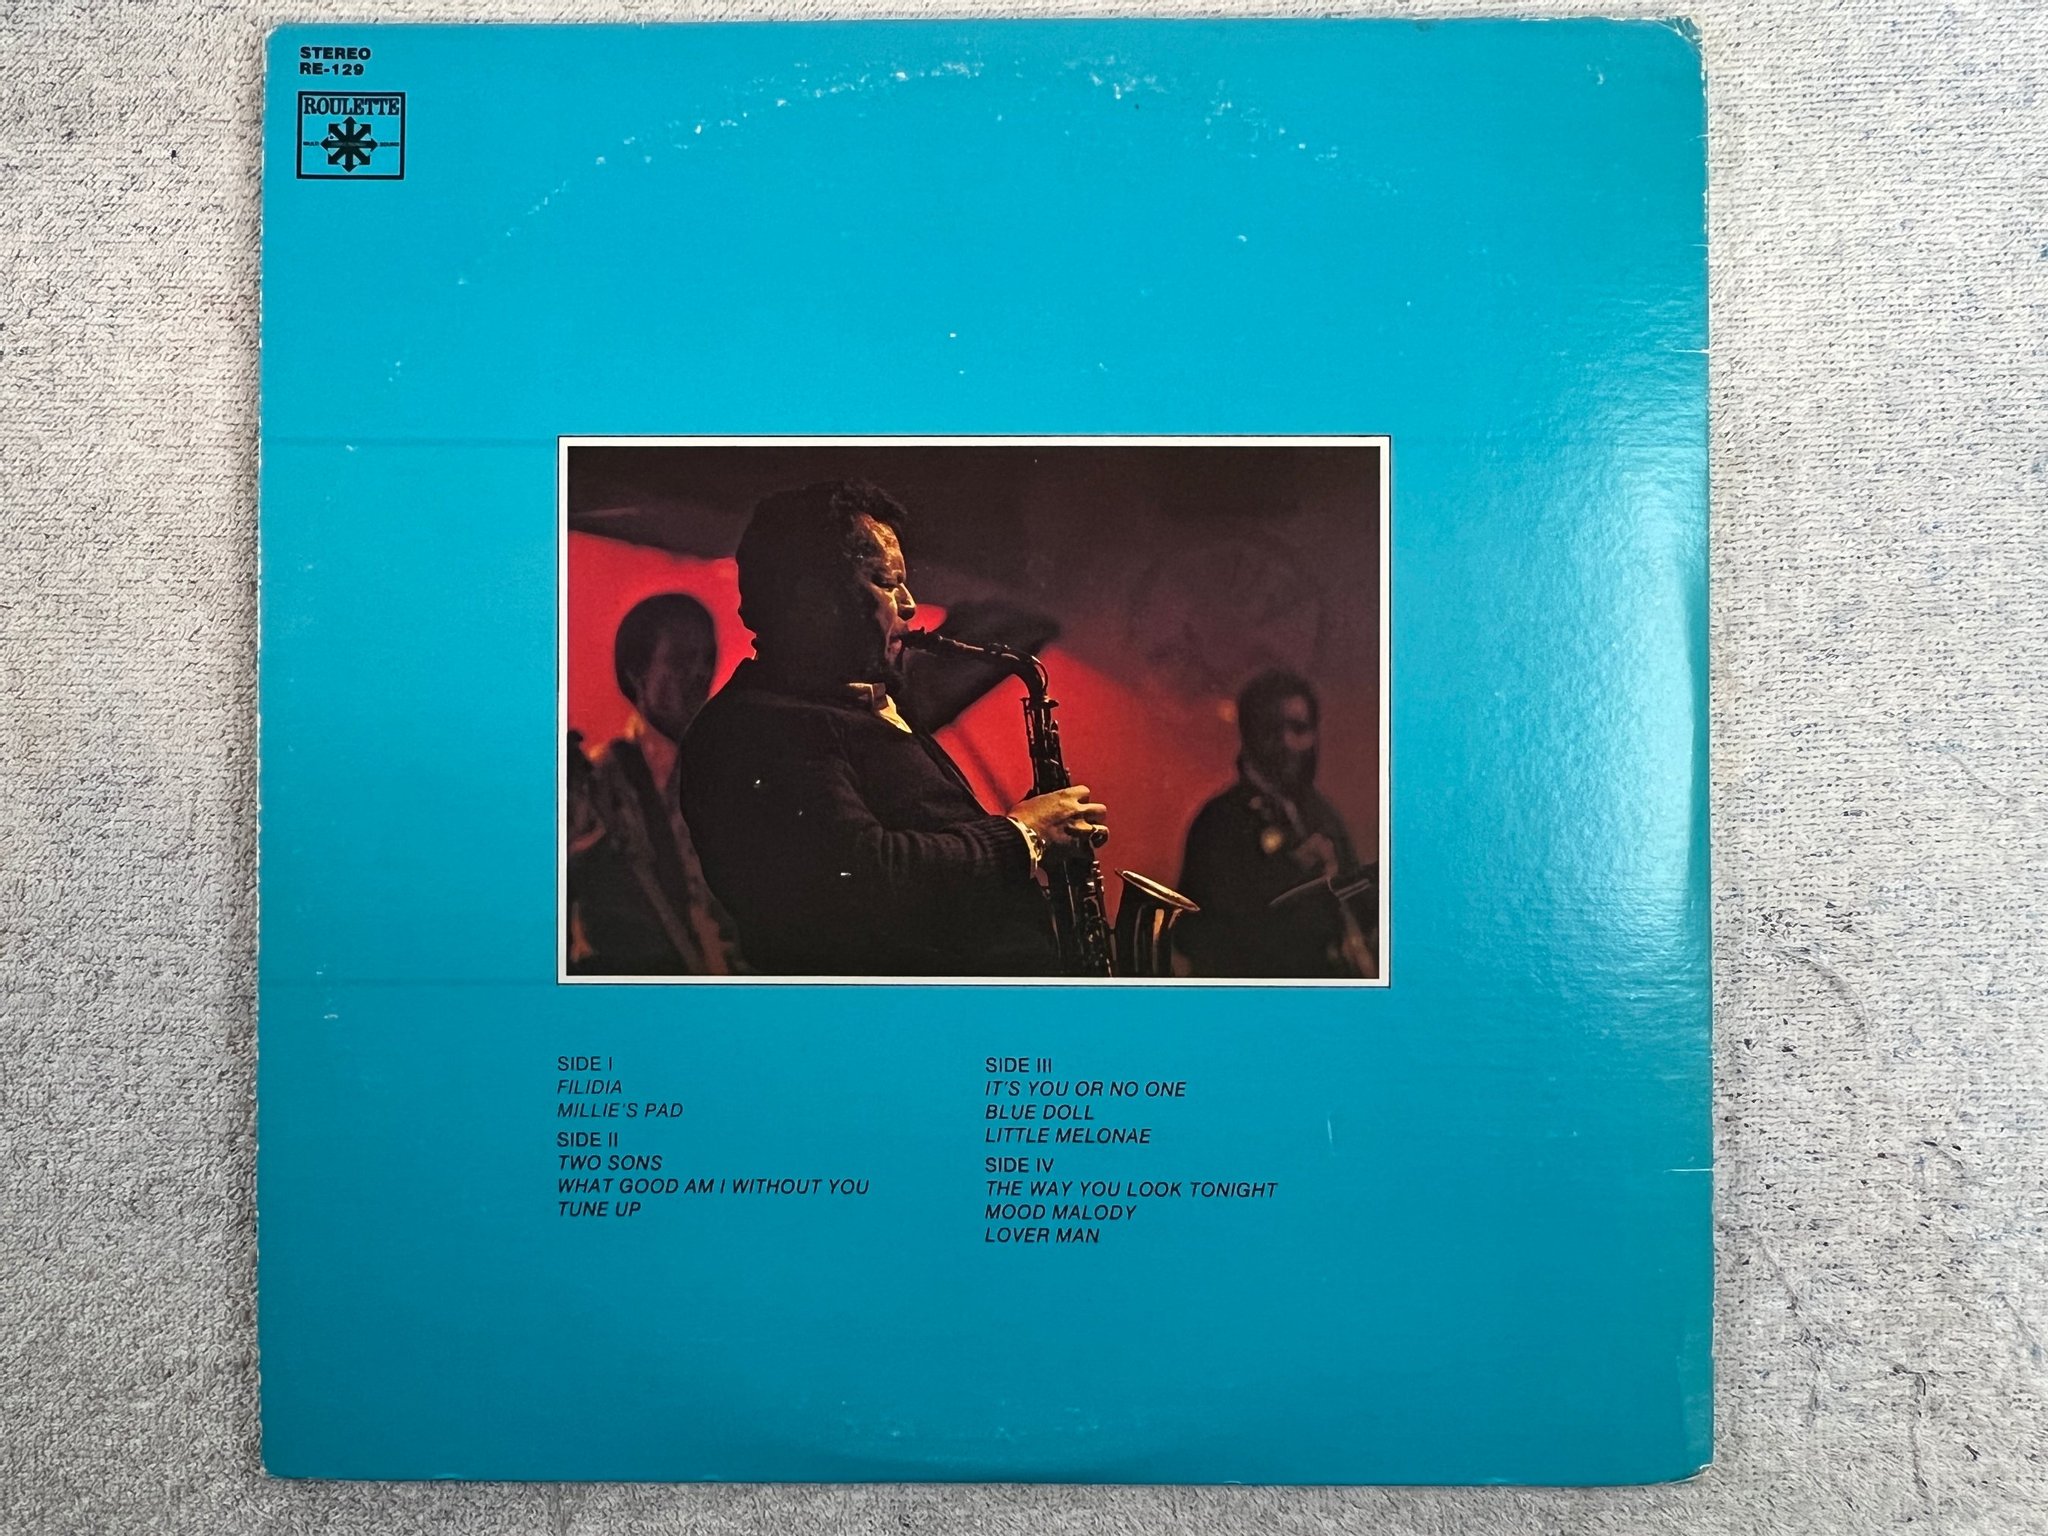 STEREO
RE-129
ROULETTE
SIDE I
FILIDIA
MILLIE'S PAD
SIDE II
TWO SONS
WHAT GOOD AM I WITHOUT YOU
TUNE UP
SIDE III
IT'S YOU OR NO ONE
BLUE DOLL
LITTLE MELONAE
SIDE IV
THE WAY YOU LOOK TONIGHT
MOOD MALODY
LOVER MAN